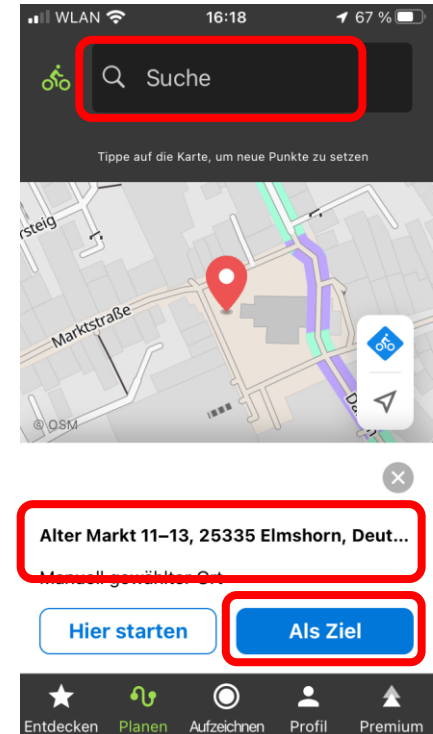 WLAN 16:18 67 %
Suche
Tippe auf die Karte, um neue Punkte zu setzen
rsteig
Marktstraße
© OSM
Alter Markt 11–13, 25335 Elmshorn, Deut...
Manuell gewählter Ort
Hier starten Als Ziel
Entdecken Planen Aufzeichnen Profil Premium